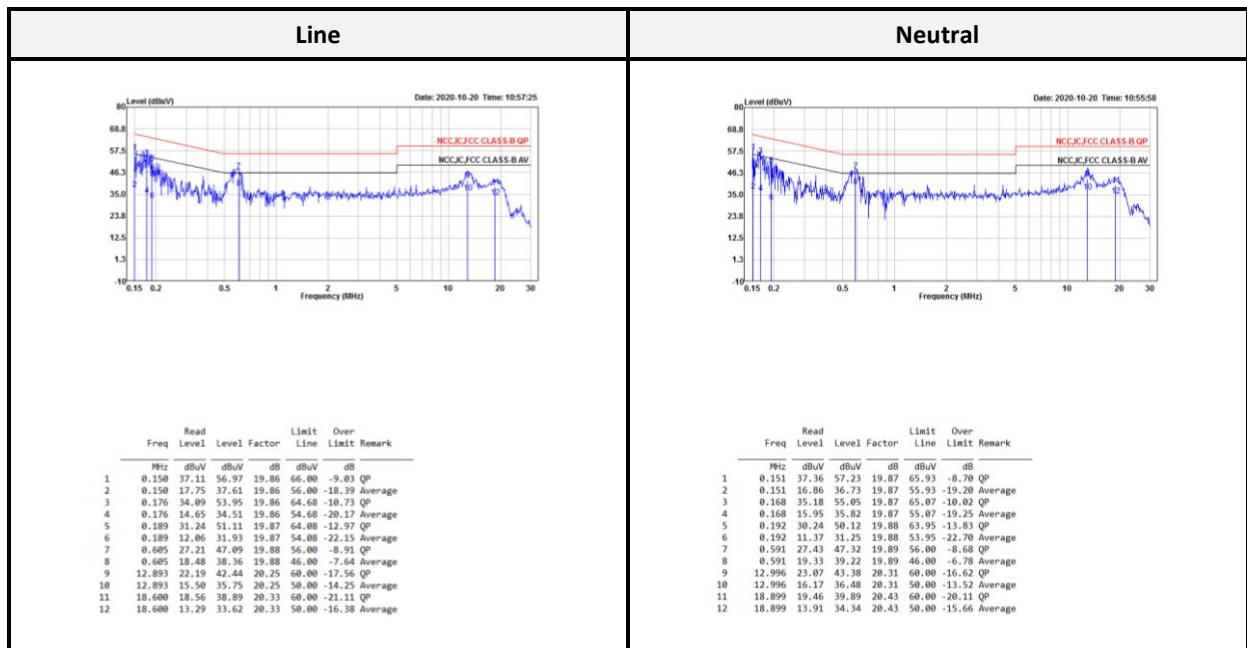 Line
Neutral
Date: 2020-10-20 Time: 10:57:25
Level (dBuV)
80
68.8
57.5
46.3
35.0
23.8
12.5
1.3
-10
NCC,IC,FCC CLASS-B QP
NCC,IC,FCC CLASS-B AV
0.15 0.2 0.5 1 2 5 10 20 30
Frequency (MHz)
Read Limit Over
Freq Level Level Factor Line Limit Remark
MHz dBuV dBuV dB dBuV dB
1 0.150 37.11 56.97 19.86 66.00 -9.03 QP
2 0.150 17.75 37.61 19.86 56.00 -18.39 Average
3 0.176 34.09 53.95 19.86 64.68 -10.73 QP
4 0.176 14.65 34.51 19.86 54.68 -20.17 Average
5 0.189 31.24 51.11 19.87 64.08 -12.97 QP
6 0.189 12.06 31.93 19.87 54.08 -22.15 Average
7 0.605 27.21 47.09 19.88 56.00 -8.91 QP
8 0.605 18.48 38.36 19.88 46.00 -7.64 Average
9 12.893 22.19 42.44 20.25 60.00 -17.56 QP
10 12.893 15.50 35.75 20.25 50.00 -14.25 Average
11 18.600 18.56 38.89 20.33 60.00 -21.11 QP
12 18.600 13.29 33.62 20.33 50.00 -16.38 Average
Date: 2020-10-20 Time: 10:55:58
Level (dBuV)
80
68.8
57.5
46.3
35.0
23.8
12.5
1.3
-10
NCC,IC,FCC CLASS-B QP
NCC,IC,FCC CLASS-B AV
0.15 0.2 0.5 1 2 5 10 20 30
Frequency (MHz)
Read Limit Over
Freq Level Level Factor Line Limit Remark
MHz dBuV dBuV dB dBuV dB
1 0.151 37.36 57.23 19.87 65.93 -8.70 QP
2 0.151 16.86 36.73 19.87 55.93 -19.20 Average
3 0.168 35.18 55.05 19.87 65.07 -10.02 QP
4 0.168 15.95 35.82 19.87 55.07 -19.25 Average
5 0.192 30.24 50.12 19.88 63.95 -13.83 QP
6 0.192 11.37 31.25 19.88 53.95 -22.70 Average
7 0.591 27.43 47.32 19.89 56.00 -8.68 QP
8 0.591 19.33 39.22 19.89 46.00 -6.78 Average
9 12.996 23.07 43.38 20.31 60.00 -16.62 QP
10 12.996 16.17 36.48 20.31 50.00 -13.52 Average
11 18.899 19.46 39.89 20.43 60.00 -20.11 QP
12 18.899 13.91 34.34 20.43 50.00 -15.66 Average